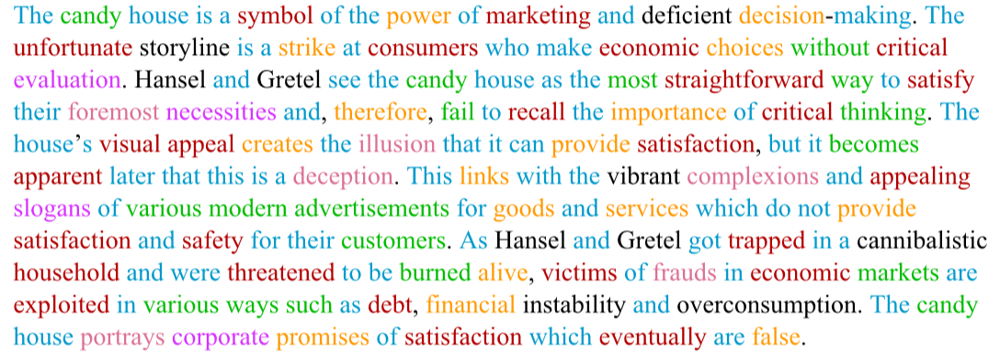 The candy house is a symbol of the power of marketing and deficient decision-making. The
unfortunate storyline is a strike at consumers who make economic choices without critical
evaluation. Hansel and Gretel see the candy house as the most straightforward way to satisfy
their foremost necessities and, therefore, fail to recall the importance of critical thinking. The
house’s visual appeal creates the illusion that it can provide satisfaction, but it becomes
apparent later that this is a deception. This links with the vibrant complexions and appealing
slogans of various modern advertisements for goods and services which do not provide
satisfaction and safety for their customers. As Hansel and Gretel got trapped in a cannibalistic
household and were threatened to be burned alive, victims of frauds in economic markets are
exploited in various ways such as debt, financial instability and overconsumption. The candy
house portrays corporate promises of satisfaction which eventually are false.